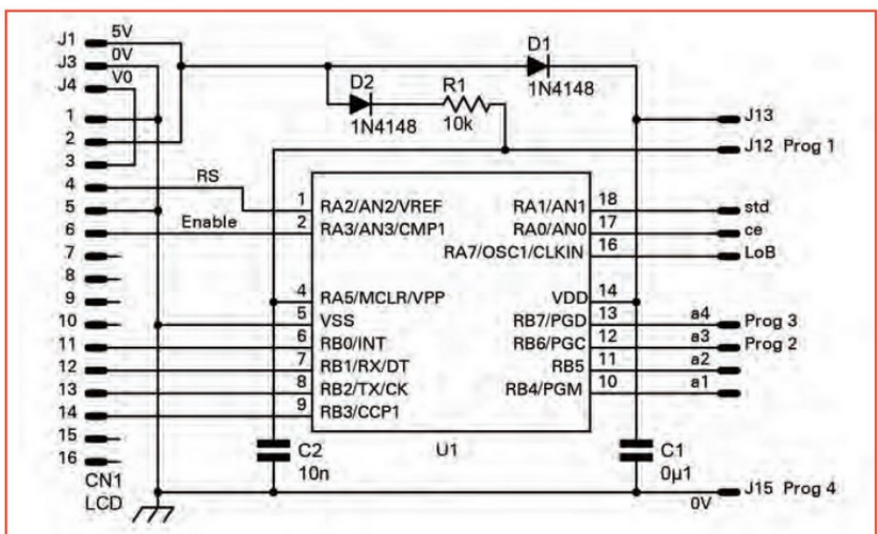 J1 5V
J3 0V
J4 V0
1
2
3
4 RS
5
6 Enable
7
8
9
10
11
12
13
14
15
16
CN1
LCD
D1
1N4148
D2
1N4148
R1
10k
J13
J12 Prog 1
1 RA2/AN2/VREF
2 RA3/AN3/CMP1
4 RA5/MCLR/VPP
5 VSS
6 RB0/INT
7 RB1/RX/DT
8 RB2/TX/CK
9 RB3/CCP1
RA1/AN1 18 std
RA0/AN0 17 ce
RA7/OSC1/CLKIN 16 LoB
VDD 14
RB7/PGD 13 a4 Prog 3
RB6/PGC 12 a3 Prog 2
RB5 11 a2
RB4/PGM 10 a1
U1
C2
10n
C1
0µ1
J15 Prog 4
0V